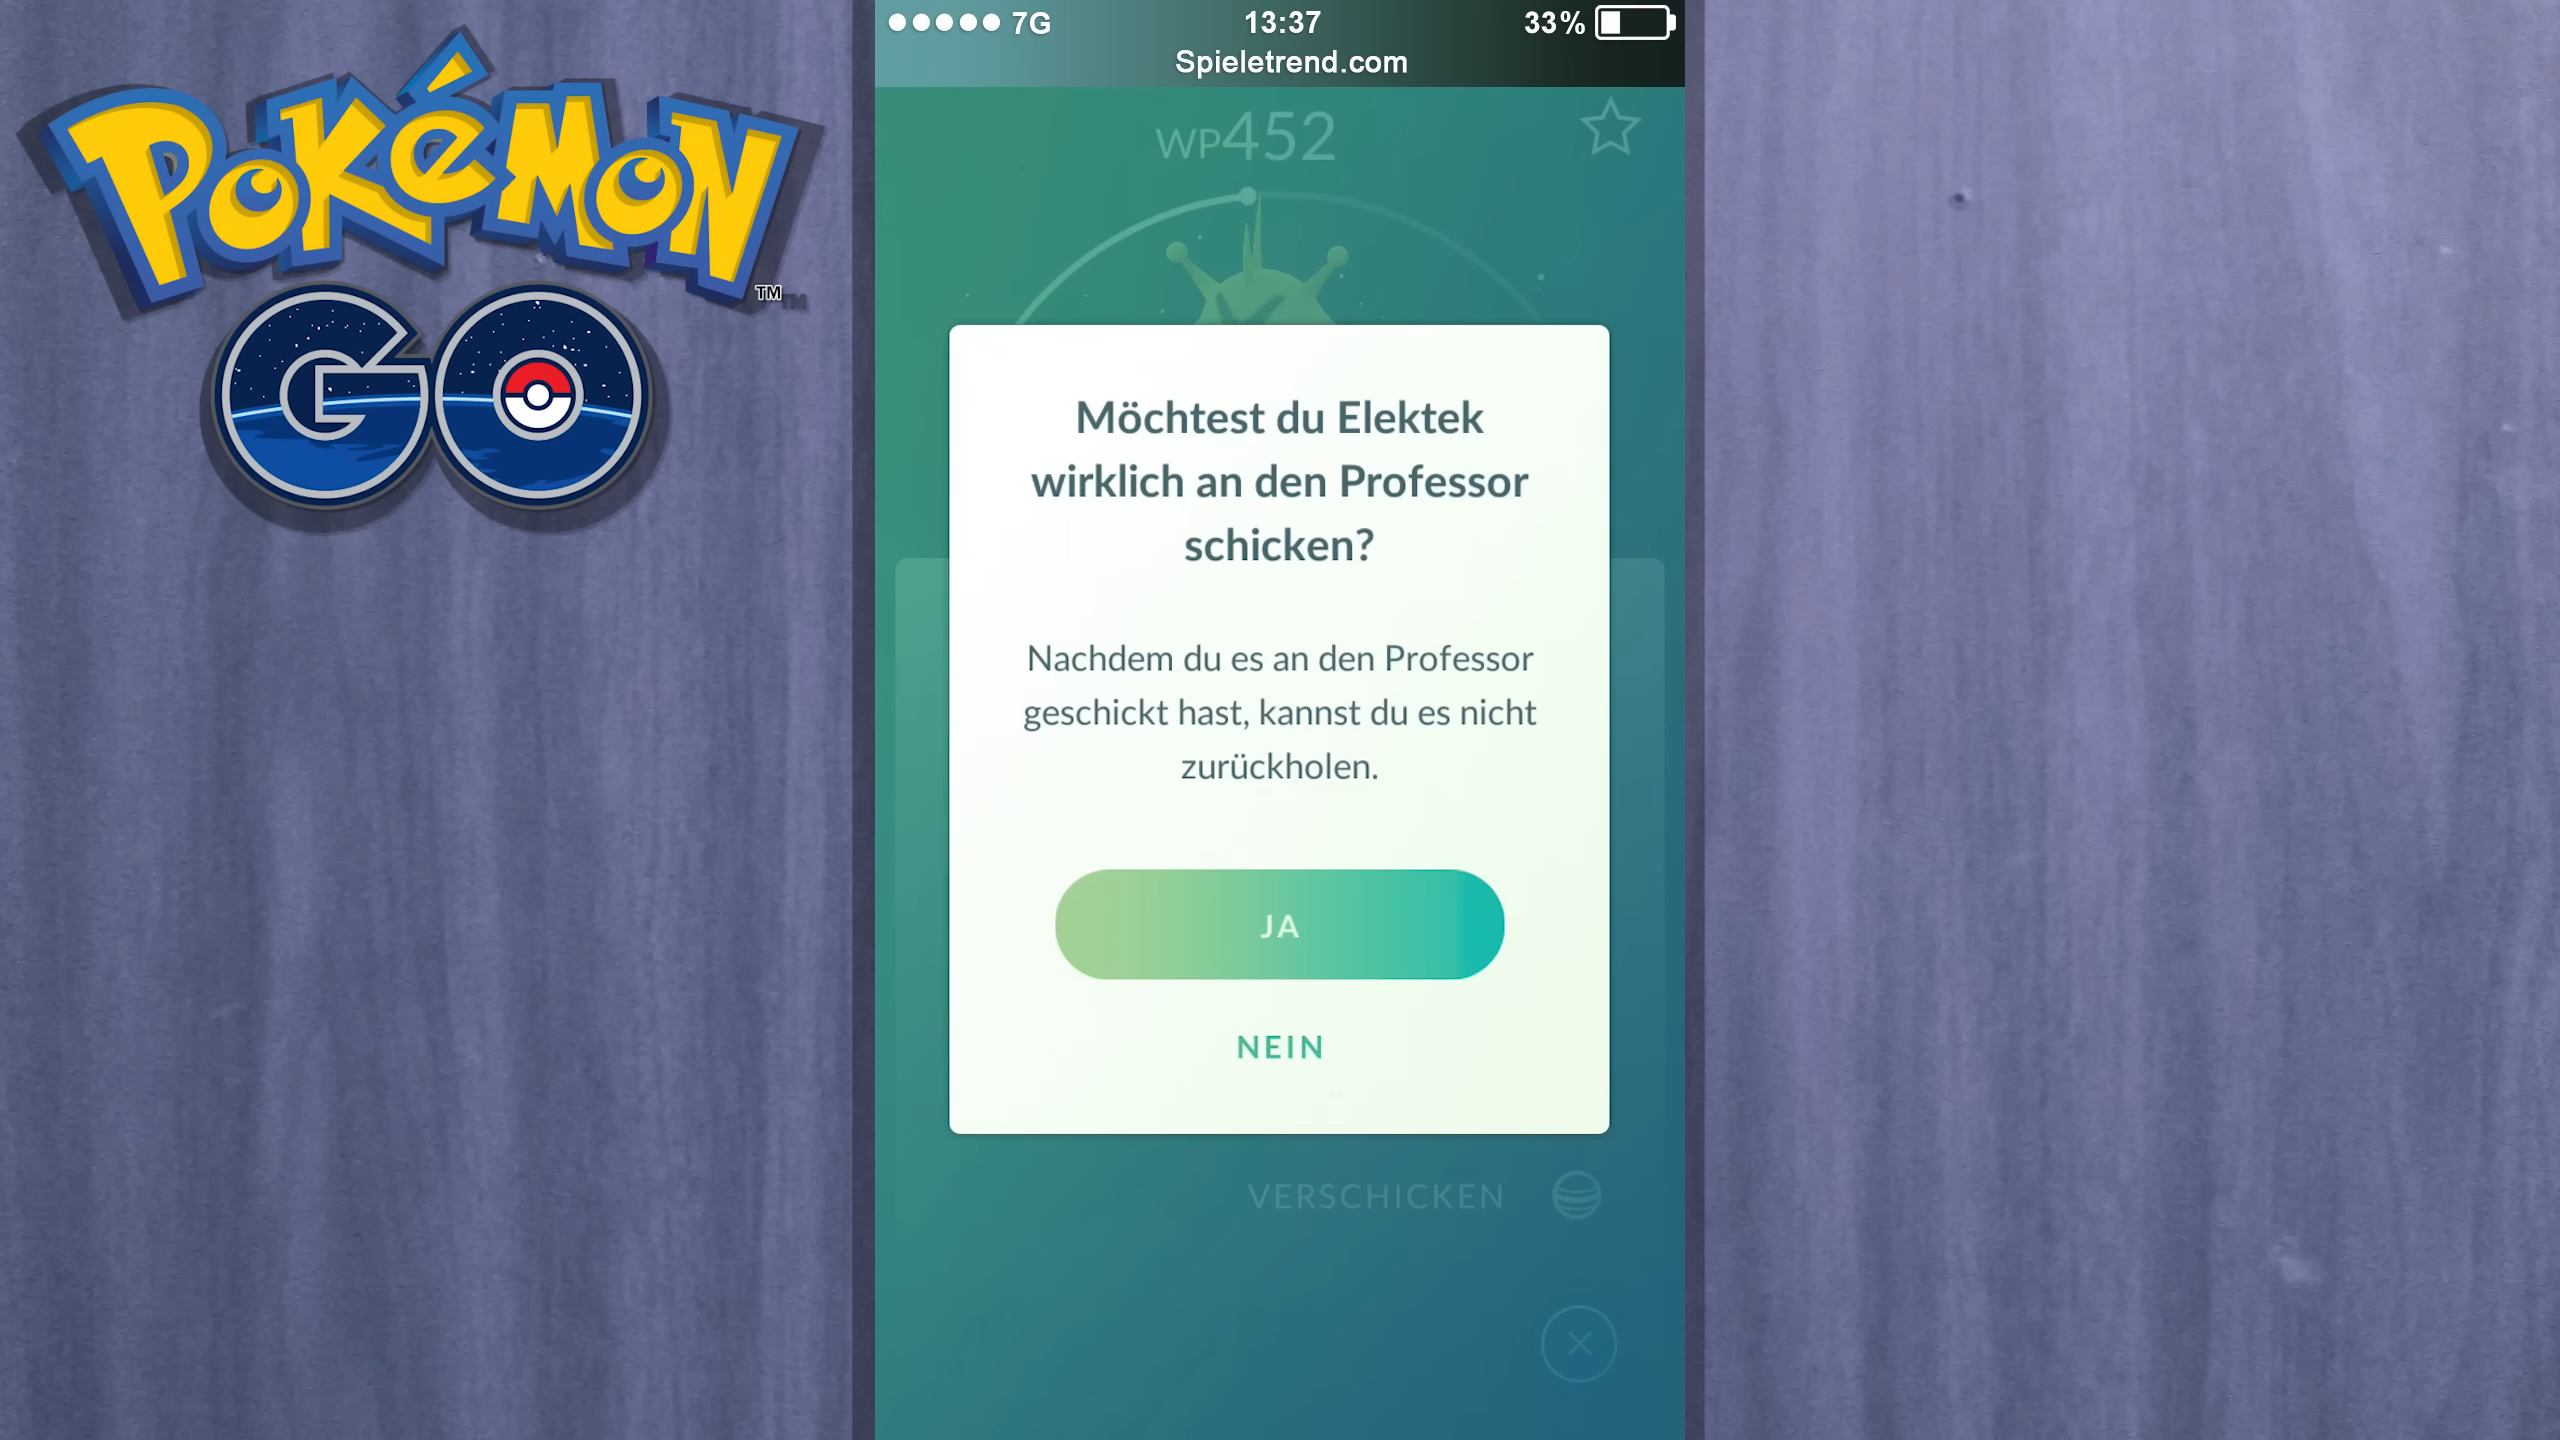 POKéMON
TM
GO
7G 13:37 33%
Spieletrend.com
WP452
Möchtest du Elektek
wirklich an den Professor
schicken?
Nachdem du es an den Professor
geschickt hast, kannst du es nicht
zurückholen.
JA
NEIN
VERSCHICKEN